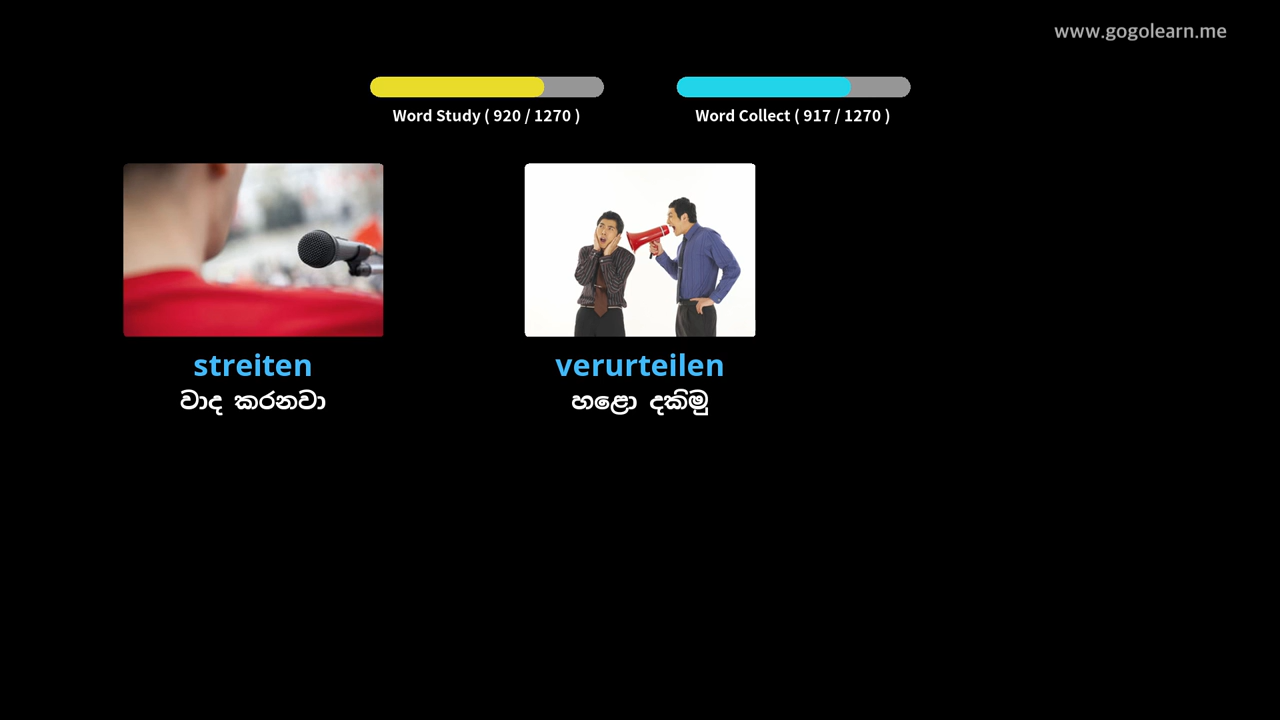 www.gogolearn.me
Word Study ( 920 / 1270 )
Word Collect ( 917 / 1270 )
streiten
වාද කරනවා
verurteilen
හළො දකිමු